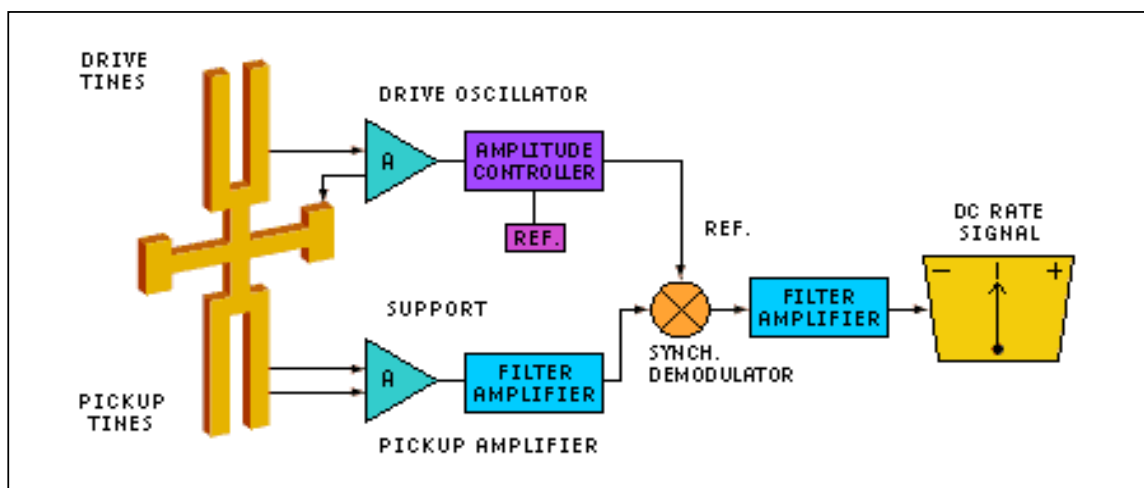 DRIVE
TINES
DRIVE OSCILLATOR
A
AMPLITUDE
CONTROLLER
REF.
REF.
DC RATE
SIGNAL
− +
SUPPORT
A
FILTER
AMPLIFIER
SYNCH.
DEMODULATOR
FILTER
AMPLIFIER
PICKUP
TINES
PICKUP AMPLIFIER